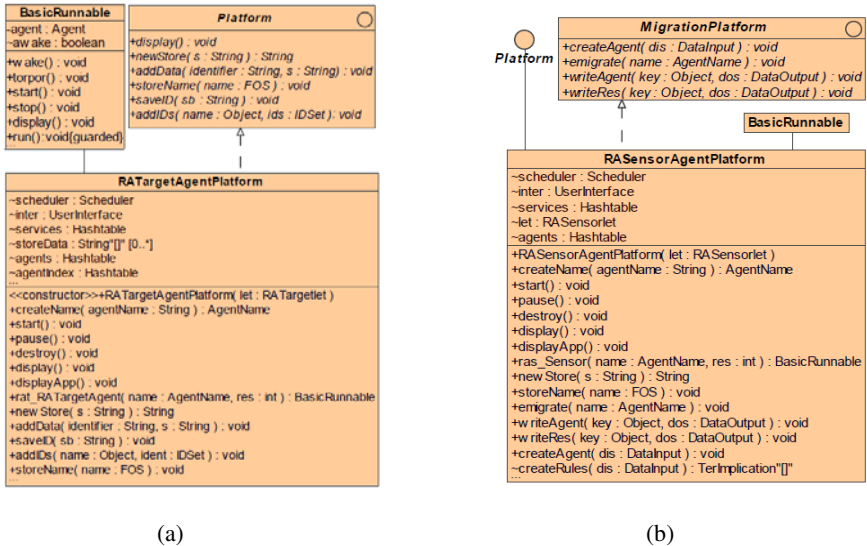 BasicRunnable
-agent : Agent
~awake : boolean
+wake() : void
+torpor() : void
+start() : void
+stop() : void
+display() : void
+run():void{guarded}
...
Platform
+display() : void
+newStore( s : String ) : String
+addData( identifier : String, s : String) : void
+storeName( name : FOS ) : void
+saveID( sb : String ) : void
+addIDs( name : Object, ids : IDSet ): void
RATargetAgentPlatform
~scheduler : Scheduler
~inter : UserInterface
~services : Hashtable
~storeData : String"[]" [0..*]
~agents : Hashtable
~agentIndex : Hashtable
...
<<constructor>>+RATargetAgentPlatform( let : RATargetlet )
+createName( agentName : String ) : AgentName
+start() : void
+pause() : void
+destroy() : void
+display() : void
+displayApp() : void
+rat_RATargetAgent( name : AgentName, res : int ) : BasicRunnable
+newStore( s : String ) : String
+addData( identifier : String, s : String ) : void
+saveID( sb : String ) : void
+addIDs( name : Object, ident : IDSet ) : void
+storeName( name : FOS ) : void
...
(a)
Platform
MigrationPlatform
+createAgent( dis : DataInput ) : void
+emigrate( name : AgentName ) : void
+writeAgent( key : Object, dos : DataOutput ) : void
+writeRes( key : Object, dos : DataOutput ) : void
BasicRunnable
RASensorAgentPlatform
~scheduler : Scheduler
~inter : UserInterface
~services : Hashtable
~let : RASensorlet
~agents : Hashtable
+RASensorAgentPlatform( let : RASensorlet )
+createName( agentName : String ) : AgentName
+start() : void
+pause() : void
+destroy() : void
+display() : void
+displayApp() : void
+ras_Sensor( name : AgentName, res : int ) : BasicRunnable
+newStore( s : String ) : String
+storeName( name : FOS ) : void
+emigrate( name : AgentName ) : void
+writeAgent( key : Object, dos : DataOutput ) : void
+writeRes( key : Object, dos : DataOutput ) : void
+createAgent( dis : DataInput ) : void
~createRules( dis : DataInput ) : TerImplication"[]"
...
(b)